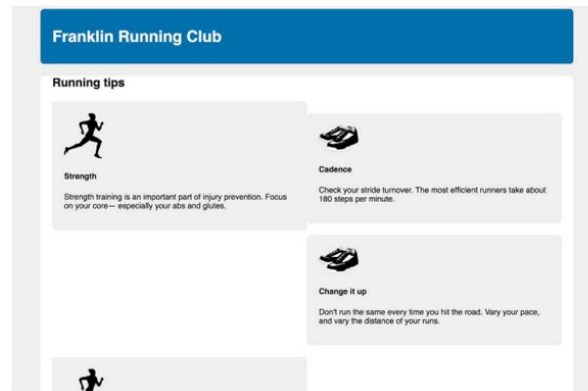 Franklin Running Club
Running tips
Strength
Strength training is an important part of injury prevention. Focus
on your core— especially your abs and glutes.
Cadence
Check your stride turnover. The most efficient runners take about
180 steps per minute.
Change it up
Don't run the same every time you hit the road. Vary your pace,
and vary the distance of your runs.